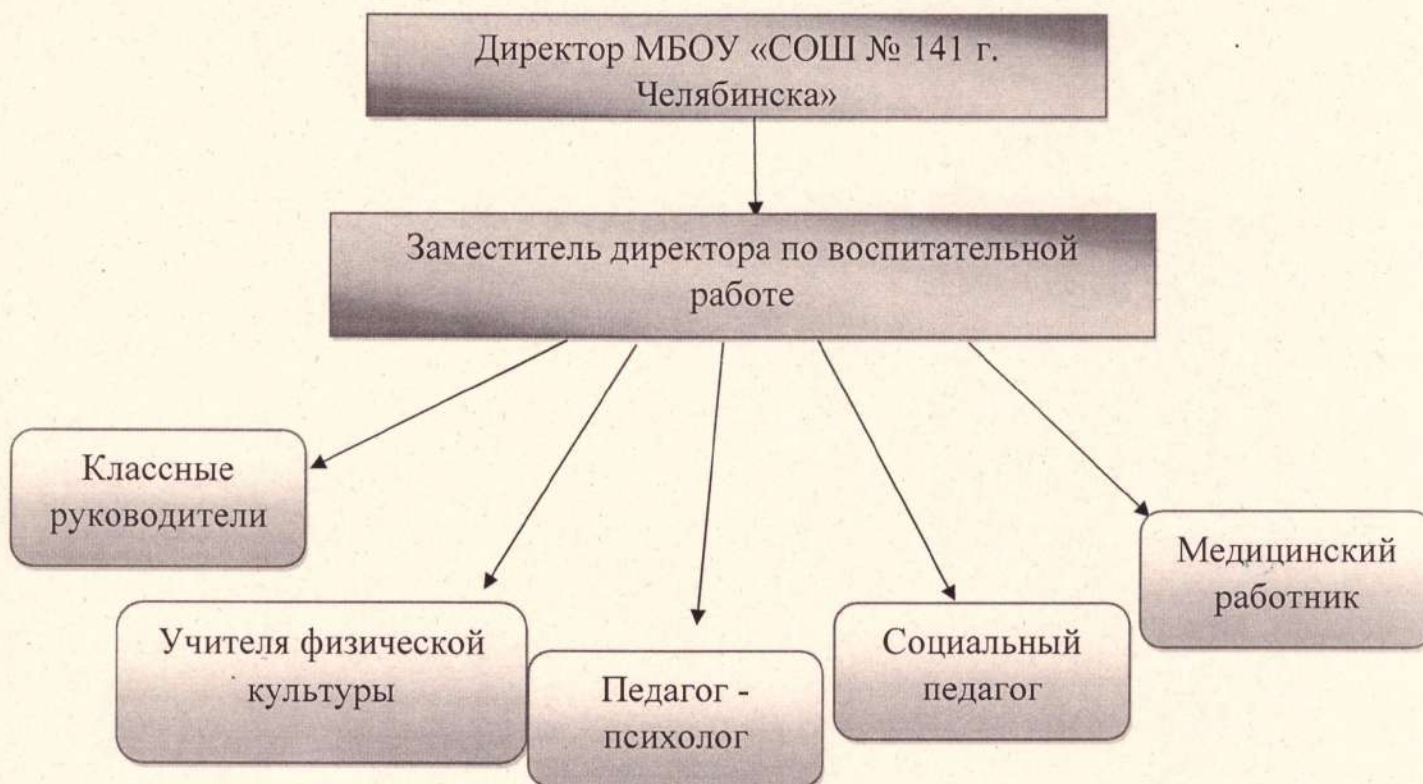 Директор МБОУ «СОШ № 141 г.
Челябинска»
Заместитель директора по воспитательной
работе
Классные
руководители
Учителя физической
культуры
Педагог -
психолог
Социальный
педагог
Медицинский
работник